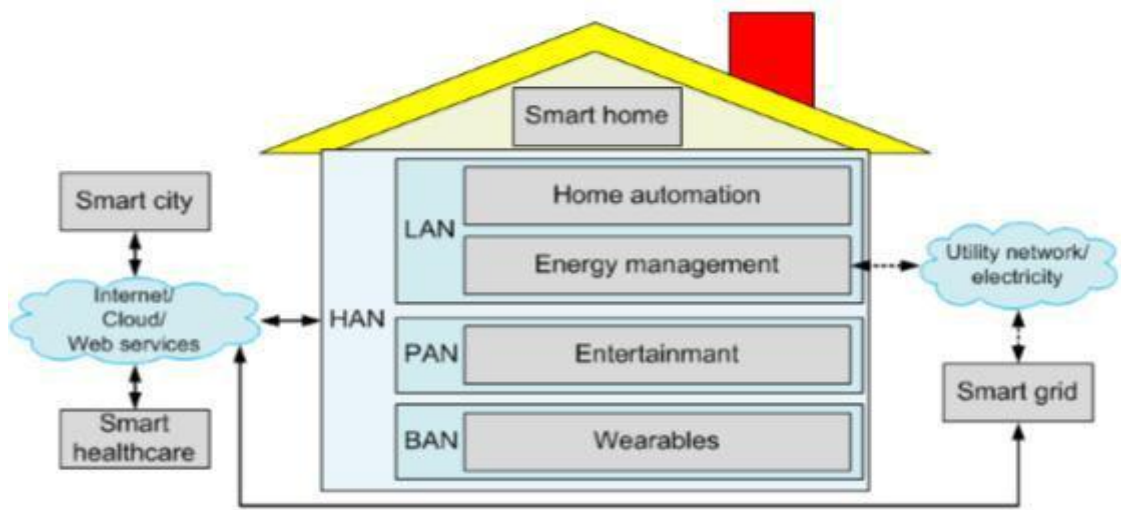 Smart home
Smart city
Internet/
Cloud/
Web services
Smart
healthcare
HAN
LAN
Home automation
Energy management
PAN
Entertainmant
BAN
Wearables
Utility network/
electricity
Smart grid